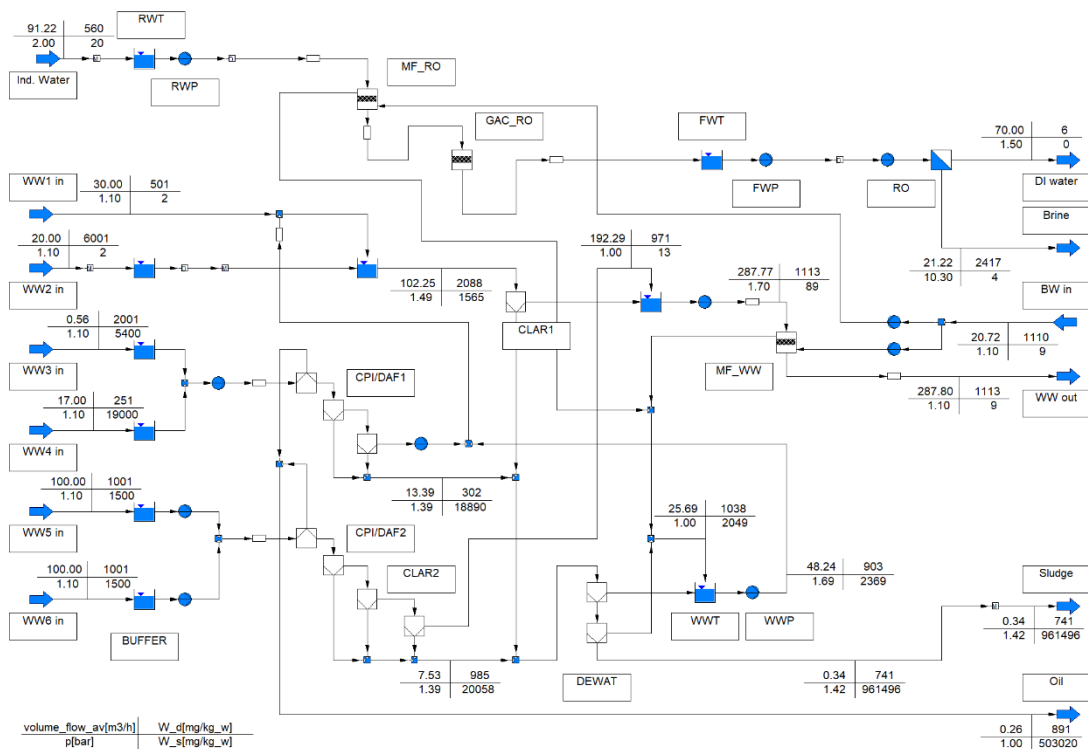 91.22 560
2.00 20
Ind. Water
RWT
RWP
MF_RO
GAC_RO
FWT
FWP
RO
70.00 6
1.50 0
DI water
Brine
21.22 2417
10.30 4
WW1 in
30.00 501
1.10 2
20.00 6001
1.10 2
WW2 in
192.29 971
1.00 13
102.25 2088
1.49 1565
287.77 1113
1.70 89
BW in
20.72 1110
1.10 9
CLAR1
MF_WW
287.80 1113
1.10 9
WW out
0.56 2001
1.10 5400
WW3 in
CPI/DAF1
17.00 251
1.10 19000
WW4 in
13.39 302
1.39 18890
100.00 1001
1.10 1500
WW5 in
25.69 1038
1.00 2049
CPI/DAF2
CLAR2
48.24 903
1.69 2369
100.00 1001
1.10 1500
WW6 in
BUFFER
WWT
WWP
Sludge
0.34 741
1.42 961496
7.53 985
1.39 20058
DEWAT
0.34 741
1.42 961496
Oil
0.26 891
1.00 503020
volume_flow_av[m3/h] W_d[mg/kg_w]
p[bar] W_s[mg/kg_w]